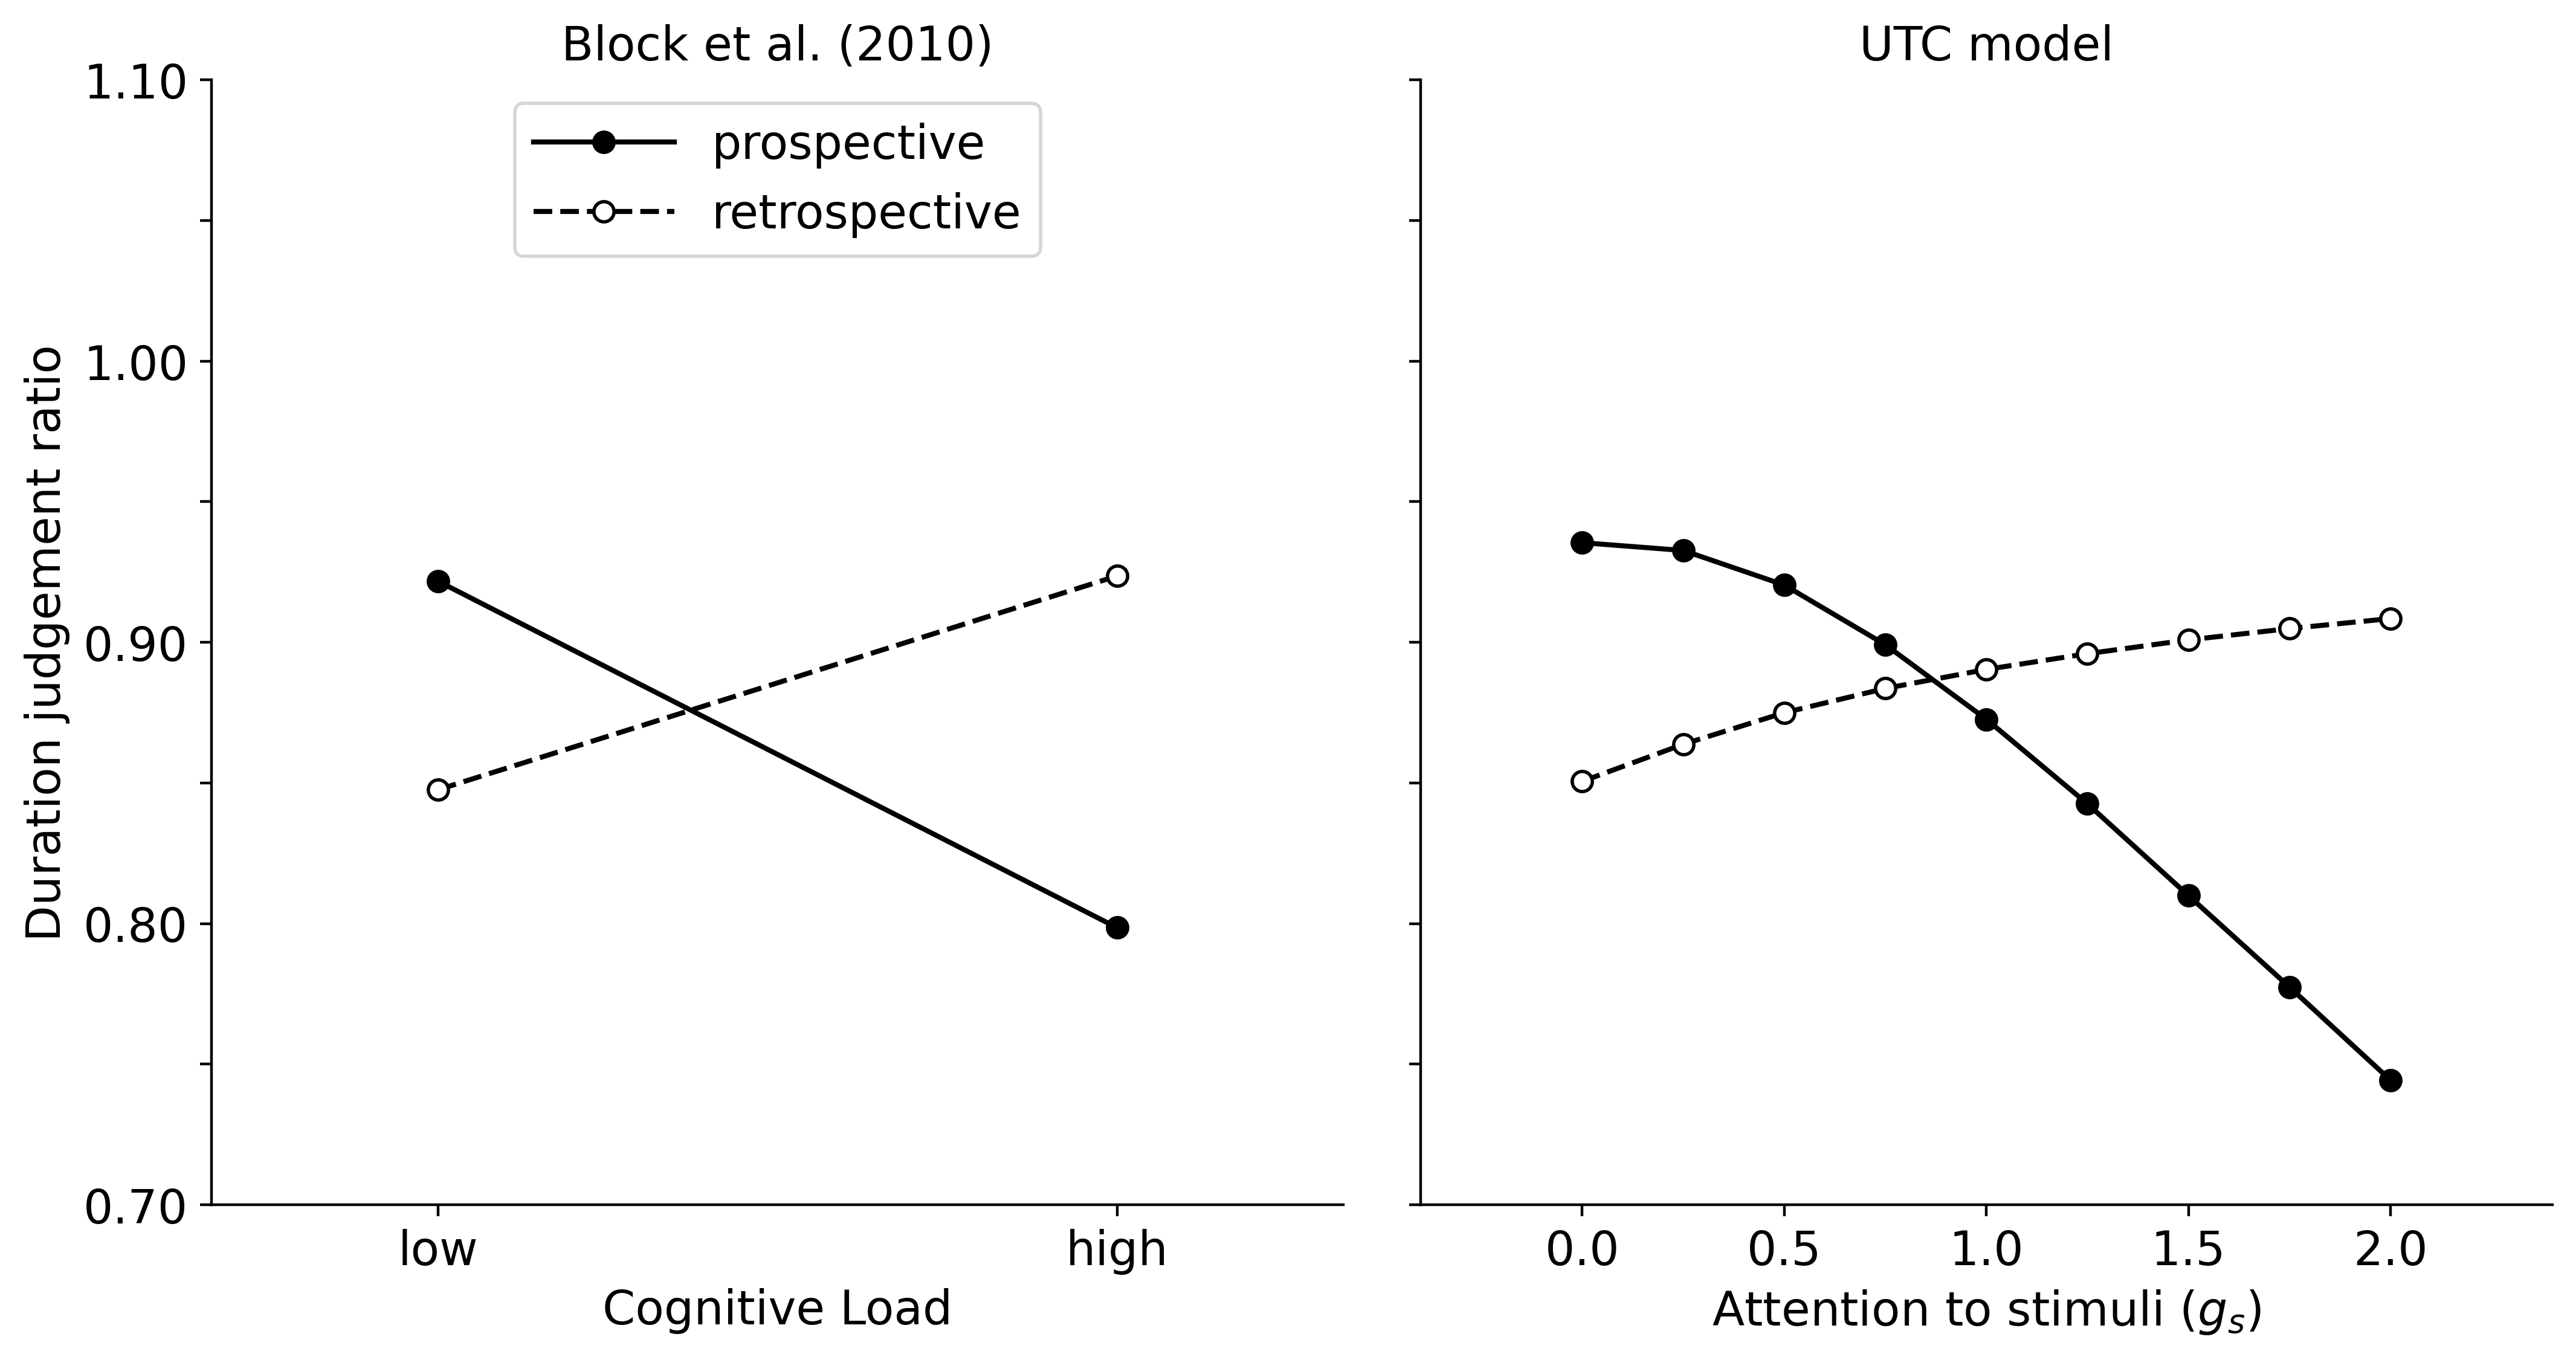 Block et al. (2010)
prospective
retrospective
Duration judgement ratio
1.10
1.00
0.90
0.80
0.70
low
high
Cognitive Load
UTC model
0.0
0.5
1.0
1.5
2.0
Attention to stimuli (gₛ)